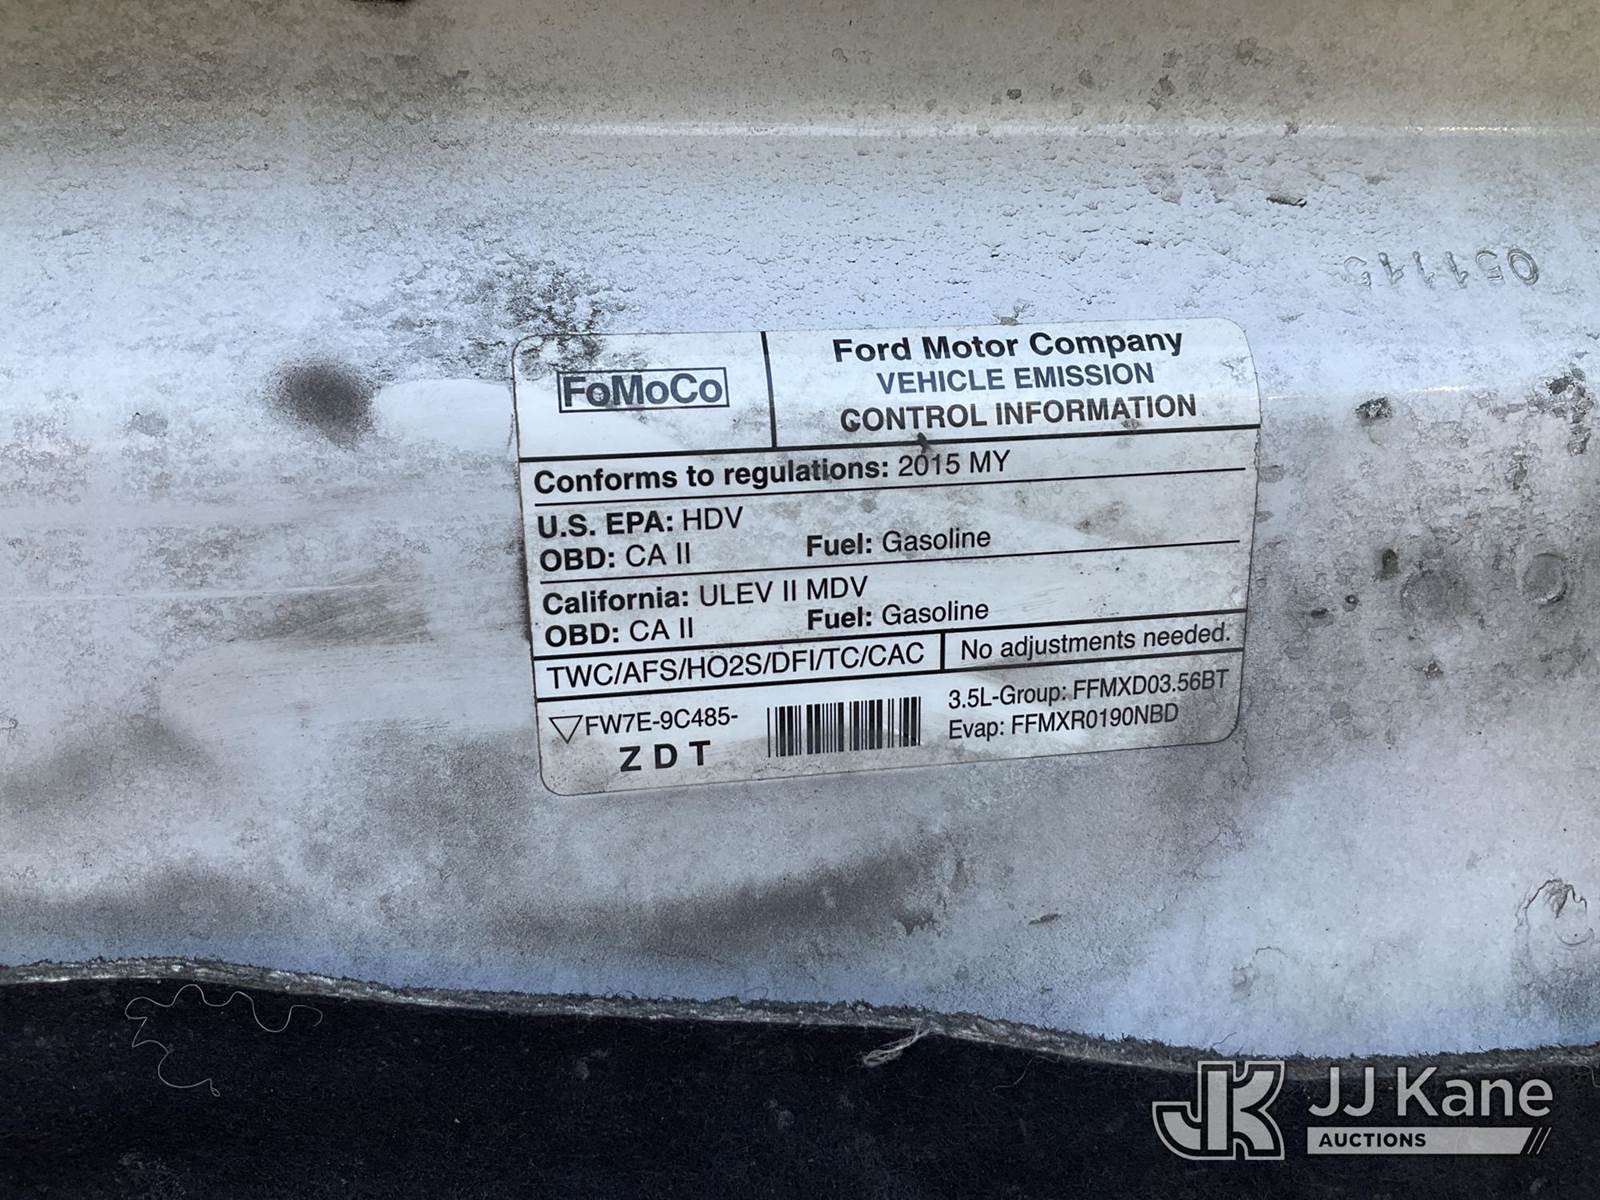 051115
FoMoCo
Ford Motor Company
VEHICLE EMISSION
CONTROL INFORMATION
Conforms to regulations: 2015 MY
U.S. EPA: HDV
OBD: CA II Fuel: Gasoline
California: ULEV II MDV
OBD: CA II Fuel: Gasoline
TWC/AFS/HO2S/DFI/TC/CAC
No adjustments needed.
▽FW7E-9C485-
Z D T
3.5L-Group: FFMXD03.56BT
Evap: FFMXR0190NBD
JK JJ Kane
AUCTIONS